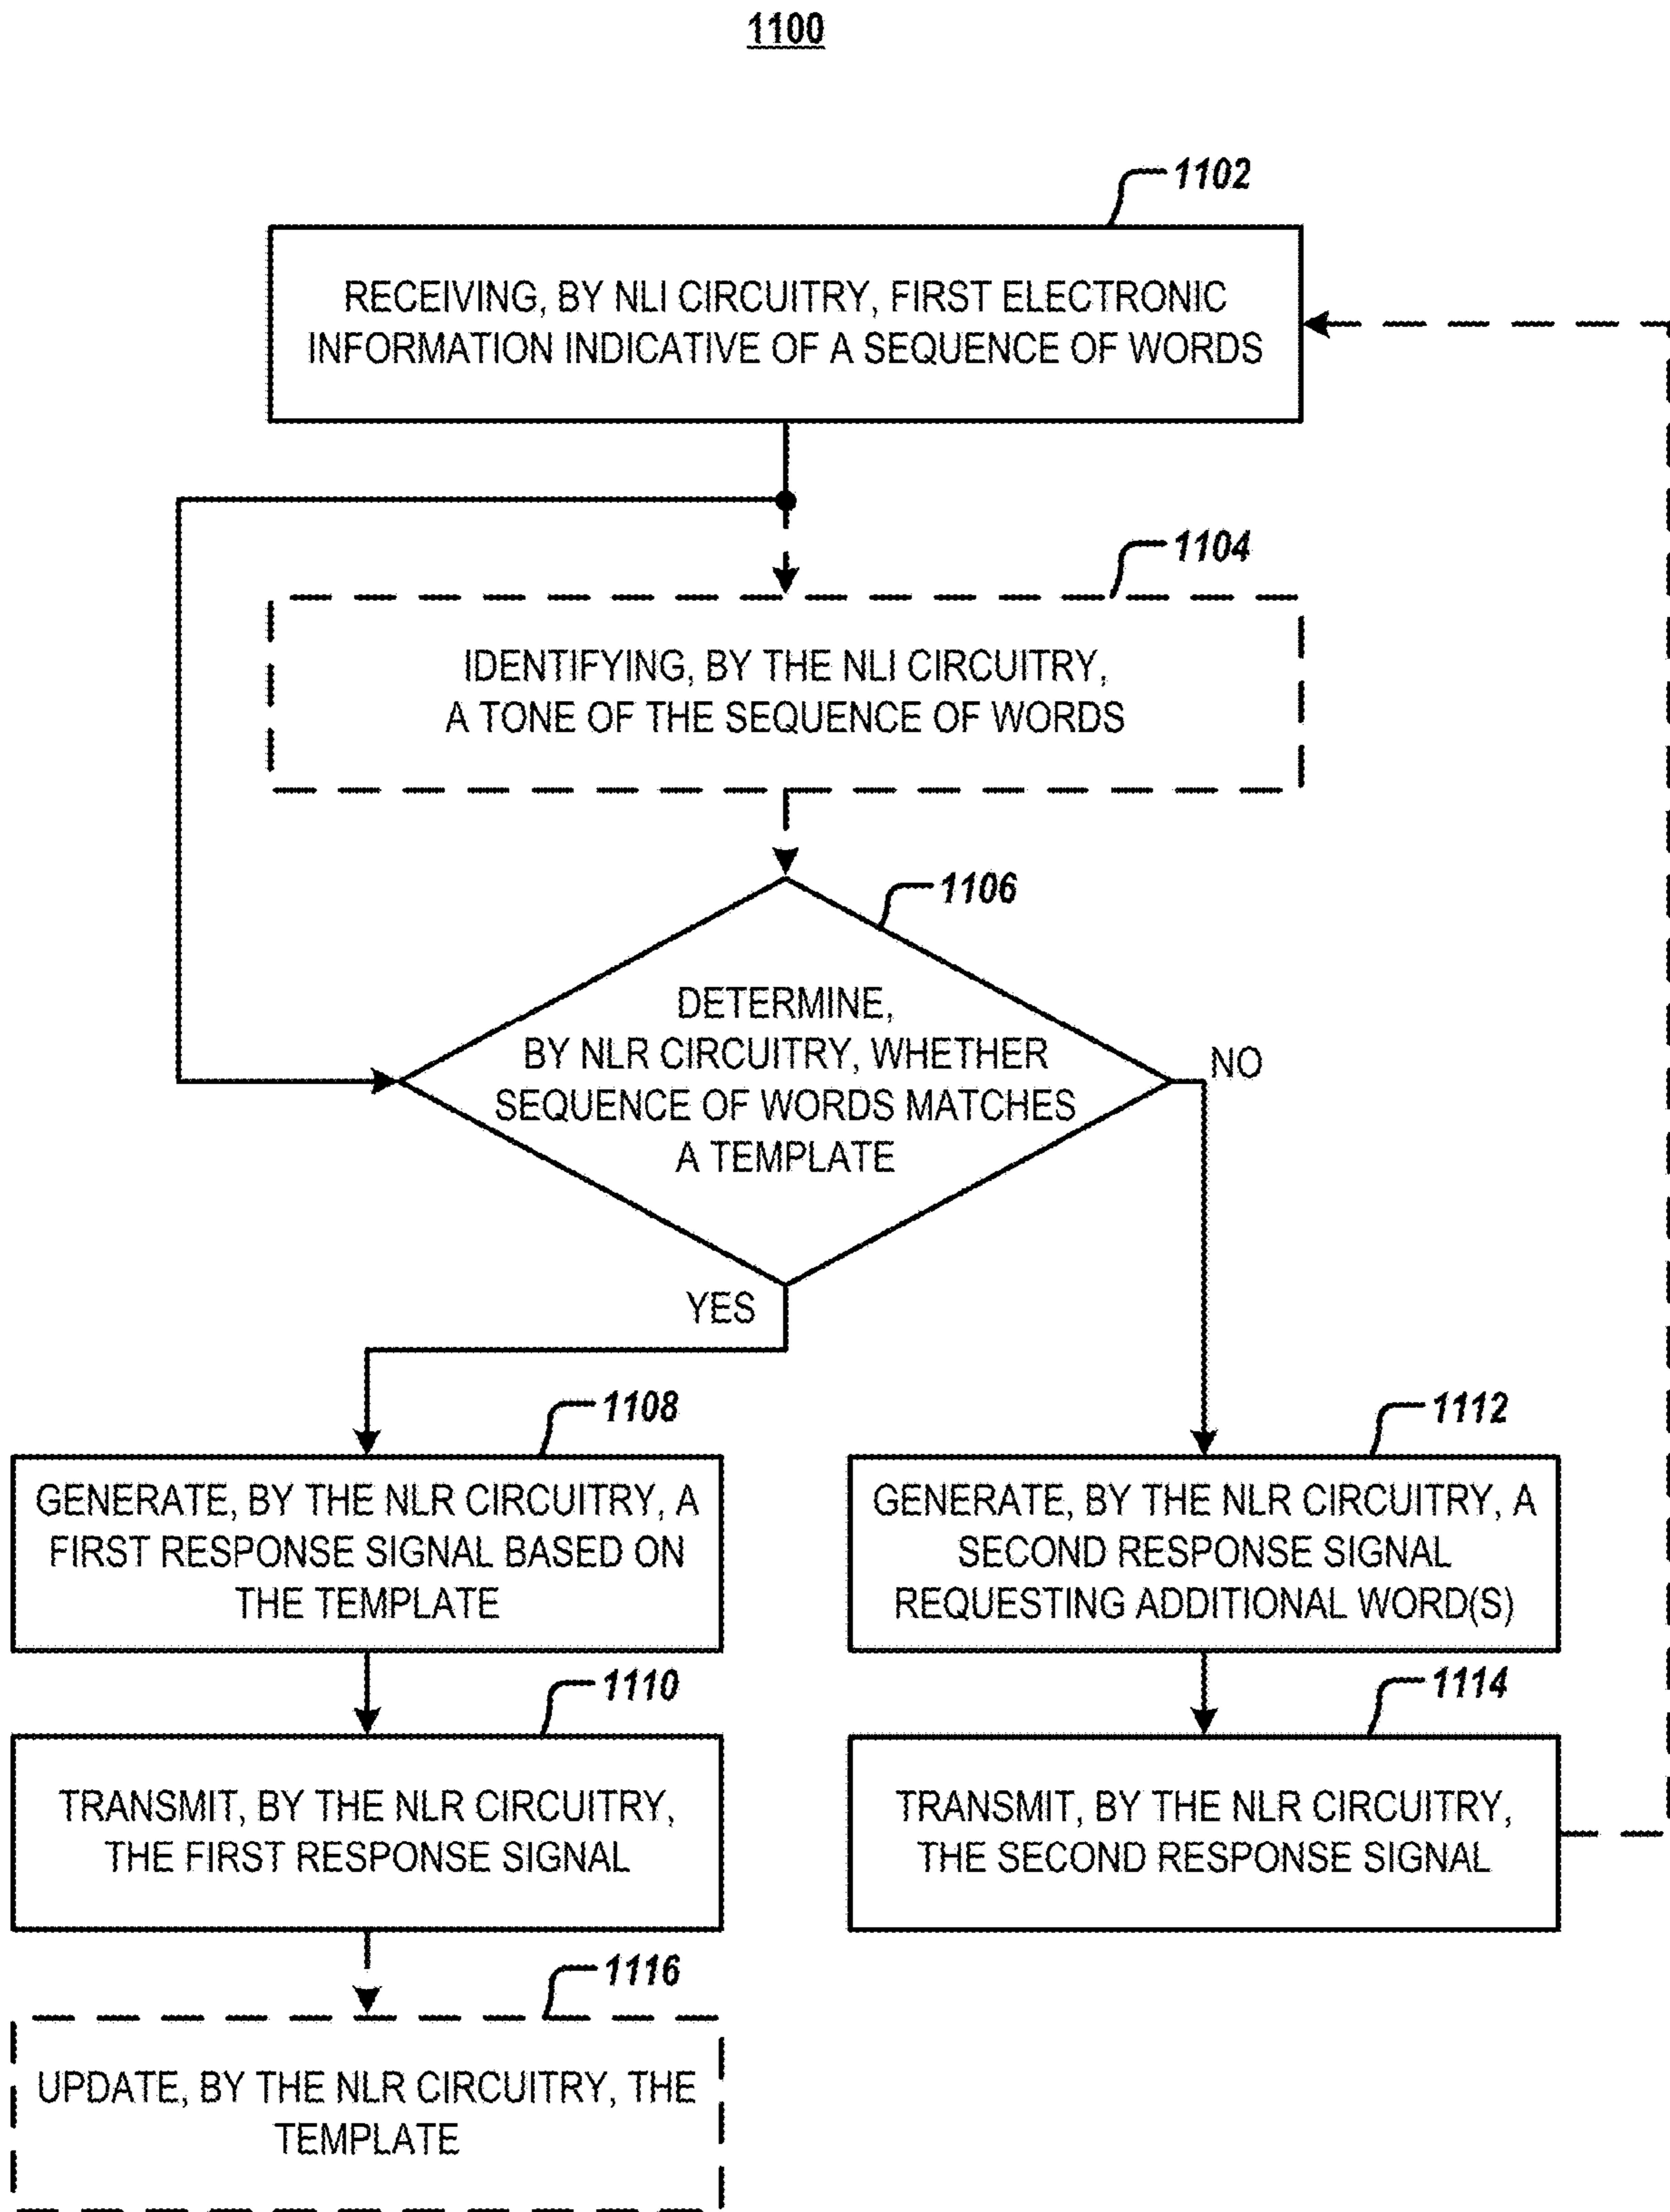 1100
1102
RECEIVING, BY NLI CIRCUITRY, FIRST ELECTRONIC
INFORMATION INDICATIVE OF A SEQUENCE OF WORDS
1104
IDENTIFYING, BY THE NLI CIRCUITRY,
A TONE OF THE SEQUENCE OF WORDS
1106
DETERMINE,
BY NLR CIRCUITRY, WHETHER
SEQUENCE OF WORDS MATCHES
A TEMPLATE
NO
YES
1108
GENERATE, BY THE NLR CIRCUITRY, A
FIRST RESPONSE SIGNAL BASED ON
THE TEMPLATE
1112
GENERATE, BY THE NLR CIRCUITRY, A
SECOND RESPONSE SIGNAL
REQUESTING ADDITIONAL WORD(S)
1110
TRANSMIT, BY THE NLR CIRCUITRY,
THE FIRST RESPONSE SIGNAL
1114
TRANSMIT, BY THE NLR CIRCUITRY,
THE SECOND RESPONSE SIGNAL
1116
UPDATE, BY THE NLR CIRCUITRY, THE
TEMPLATE